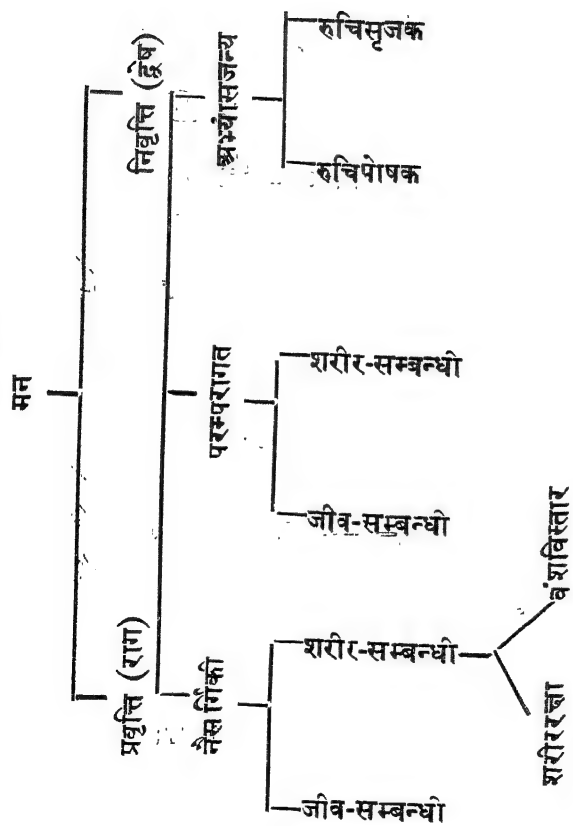 मन
प्रवृत्ति (राग)
निवृत्ति (द्वेष)
नैसर्गिकी
परम्परागत
अभ्यासजन्य
जीव-सम्बन्धी
शरीर-सम्बन्धी
जीव-सम्बन्धी
शरीर-सम्बन्धी
रुचिपोषक
रुचिसृजक
शरीररक्षा
वंशविस्तार